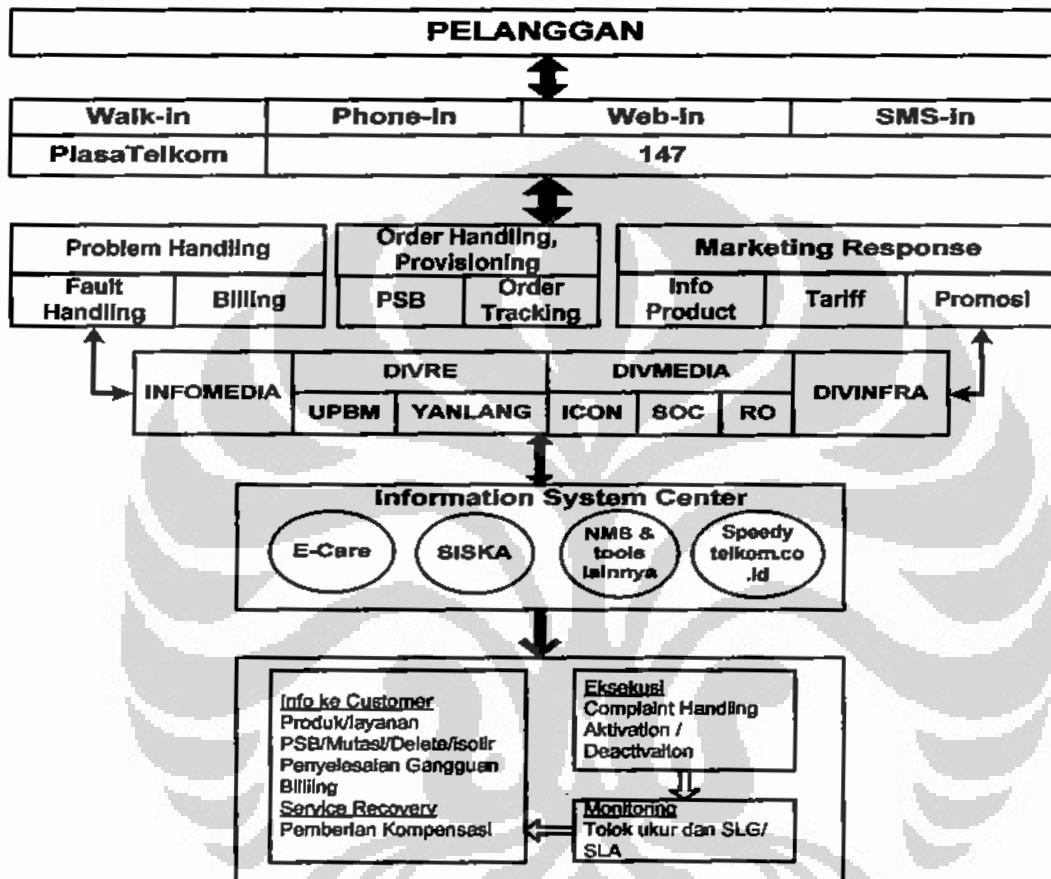 PELANGGAN
Walk-in
Phone-in
Web-in
SMS-in
PlasaTelkom
147
Problem Handling
Order Handling,
Provisioning
Marketing Response
Fault
Handling
Billing
PSB
Order
Tracking
Info
Product
Tariff
Promosi
INFOMEDIA
DIVRE
DIVMEDIA
DIVINFRA
UPBM
YANLANG
ICON
SOC
RO
Information System Center
E-Care
SISKA
NMS &
tools
lainnya
Speedy
telkom.co
.id
Info ke Customer
Produk/layanan
PSB/Mutasi/Delete/isolir
Penyelesaian Gangguan
Billing
Service Recovery
Pemberian Kompensasi
Eksekusi
Complaint Handling
Aktivation /
Deactivation
Monitoring
Tolok ukur dan SLG/
SLA